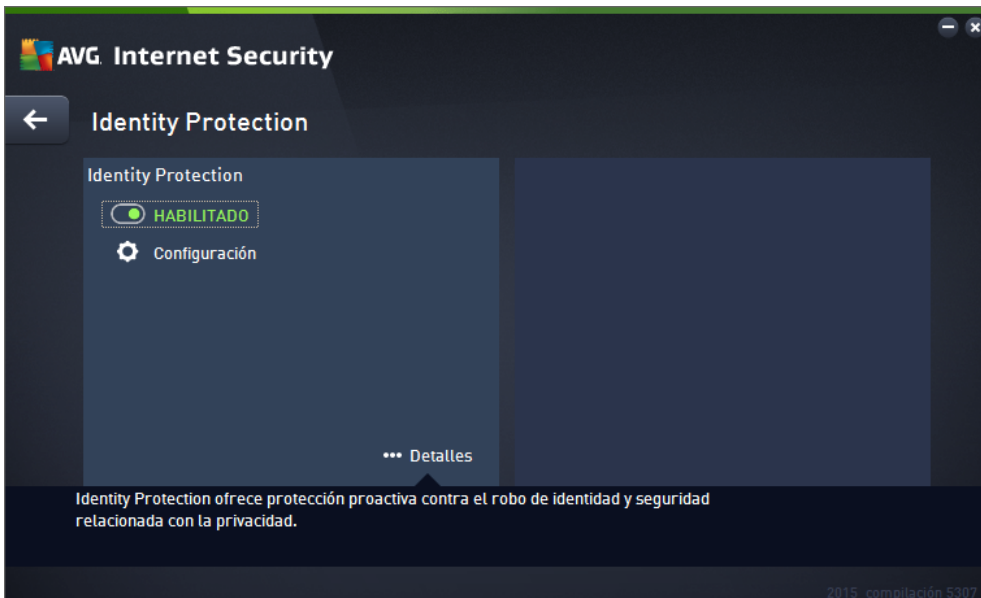 AVG. Internet Security
Identity Protection
Identity Protection
HABILITADO
Configuración
Detalles
Identity Protection ofrece protección proactiva contra el robo de identidad y seguridad
relacionada con la privacidad.
2015 compilación 5307